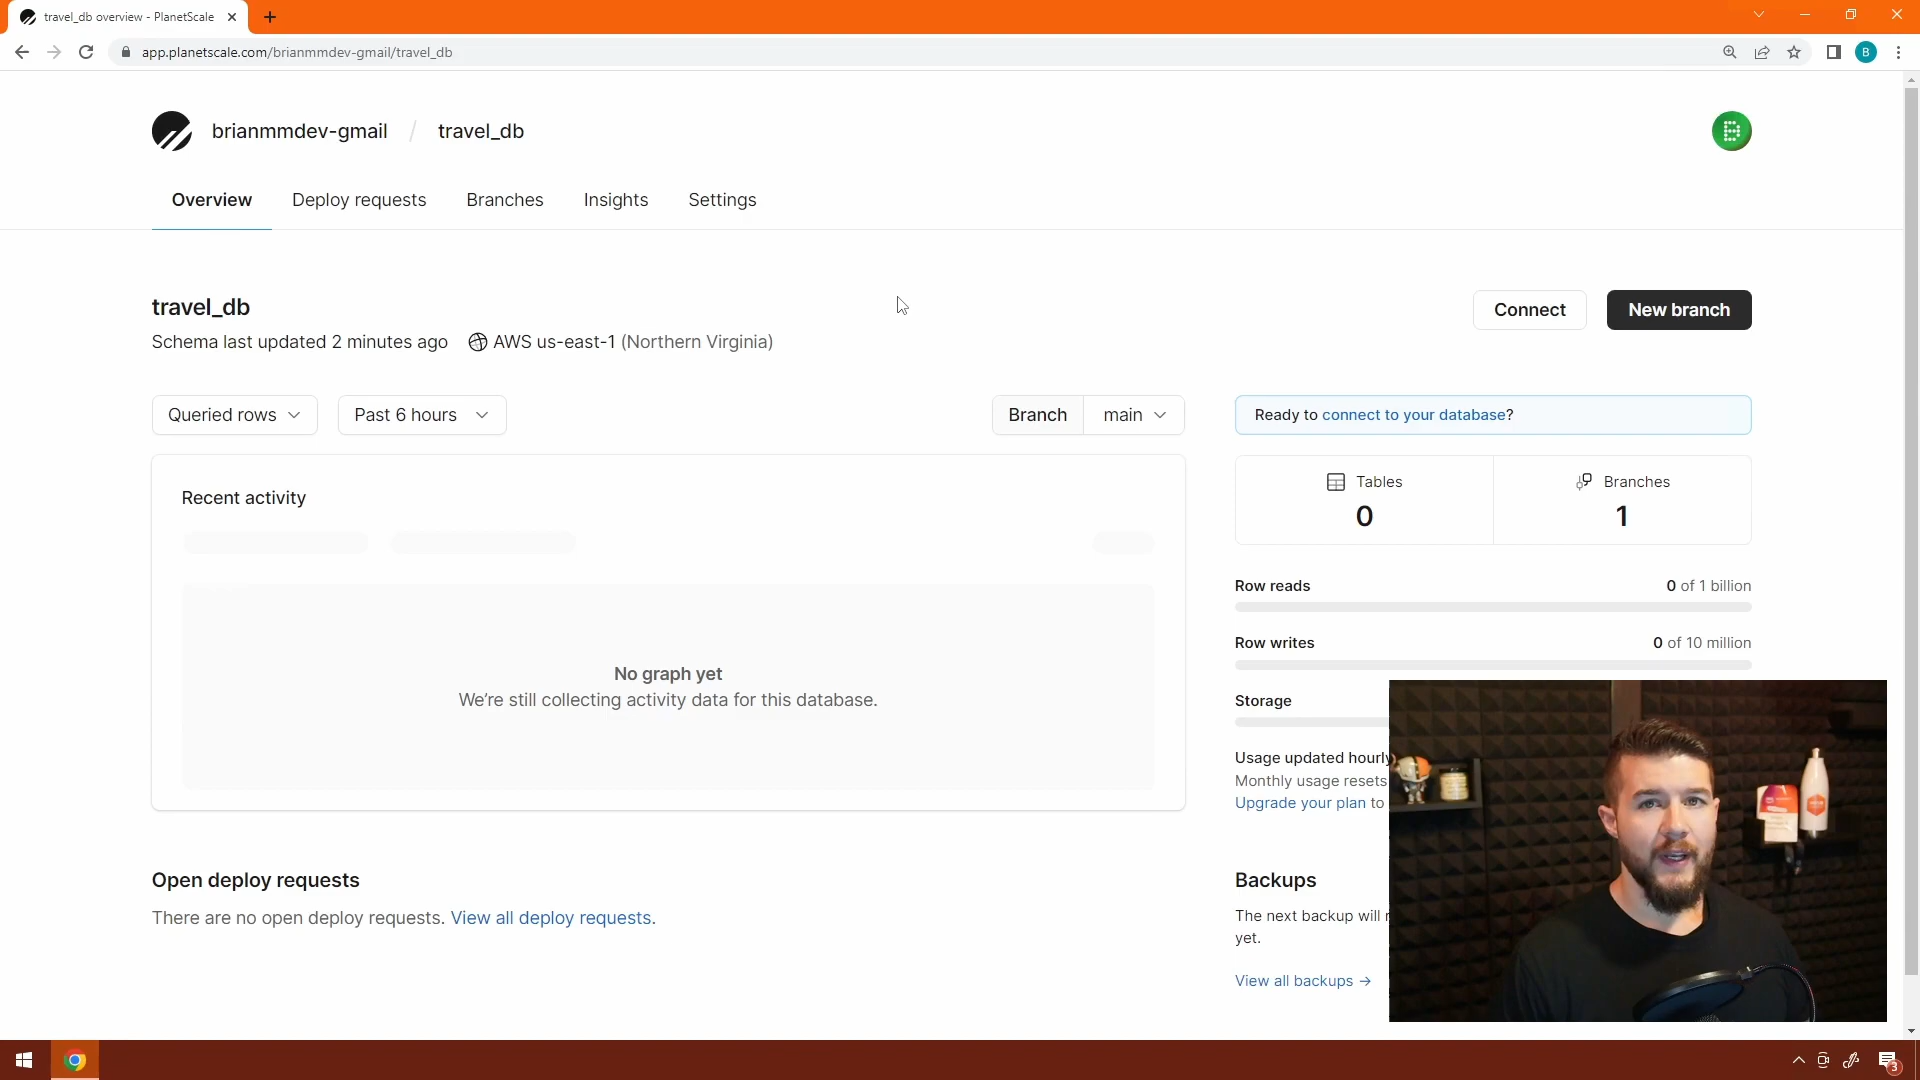 travel_db overview - PlanetScale
app.planetscale.com/brianmmdev-gmail/travel_db
B
brianmmdev-gmail / travel_db
Overview
Deploy requests
Branches
Insights
Settings
travel_db
Schema last updated 2 minutes ago
AWS us-east-1 (Northern Virginia)
Connect
New branch
Queried rows
Past 6 hours
Branch
main
Ready to connect to your database?
Recent activity
Tables
0
Branches
1
Row reads
0 of 1 billion
Row writes
0 of 10 million
No graph yet
We're still collecting activity data for this database.
Storage
Usage updated hourly
Monthly usage resets
Upgrade your plan to
Open deploy requests
There are no open deploy requests. View all deploy requests.
Backups
The next backup will
yet.
View all backups →
3